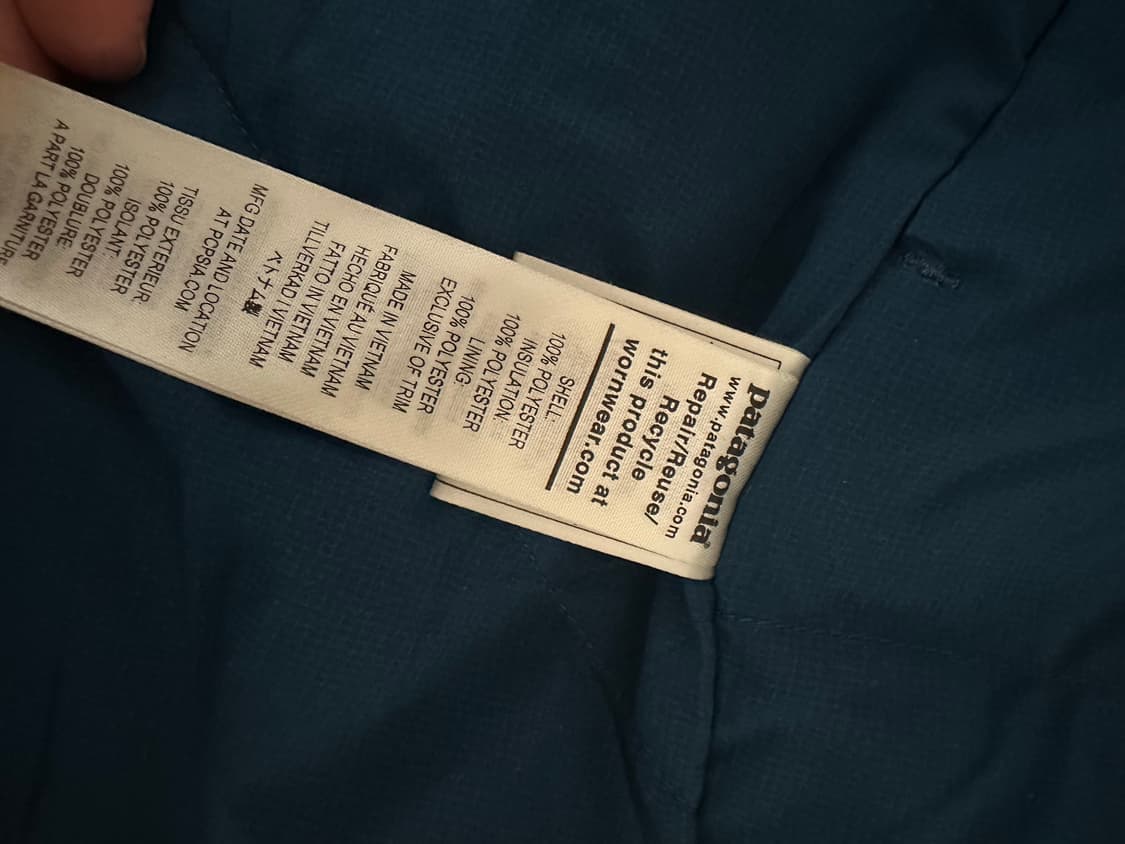 patagonia®
www.patagonia.com
Repair/Reuse/
Recycle
this product at
wornwear.com
SHELL:
100% POLYESTER
INSULATION:
100% POLYESTER
LINING:
100% POLYESTER
EXCLUSIVE OF TRIM
MADE IN VIETNAM
FABRIQUÉ AU VIETNAM
HECHO EN VIETNAM
FATTO IN VIETNAM
TILLVERKAD I VIETNAM
ベトナム製
MFG DATE AND LOCATION
AT PCPSIA.COM
TISSU EXTERIEUR:
100% POLYESTER
ISOLANT:
100% POLYESTER
DOUBLURE:
100% POLYESTER
A PART LA GARNITURE